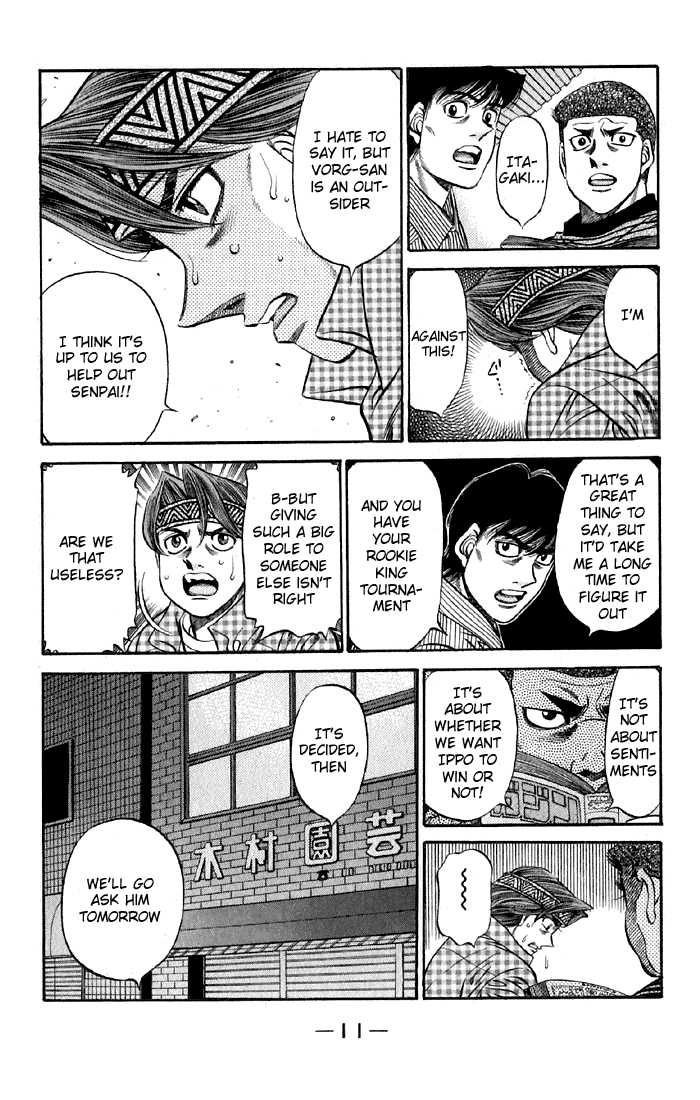 ITA-
GAKI...
I HATE TO
SAY IT, BUT
VORG-SAN
IS AN OUT-
SIDER
I THINK IT'S
UP TO US TO
HELP OUT
SENPAI!!
I'M
AGAINST
THIS!
THAT'S A
GREAT
THING TO
SAY, BUT
IT'D TAKE
ME A LONG
TIME TO
FIGURE IT
OUT
AND YOU
HAVE
YOUR
ROOKIE
KING
TOURNA-
MENT
B-BUT
GIVING
SUCH A BIG
ROLE TO
SOMEONE
ELSE ISN'T
RIGHT
ARE WE
THAT
USELESS?
IT'S
NOT
ABOUT
SENTI-
MENTS
IT'S
ABOUT
WHETHER
WE WANT
IPPO TO
WIN OR
NOT!
IT'S
DECIDED,
THEN
木村園芸
WE'LL GO
ASK HIM
TOMORROW
—11—